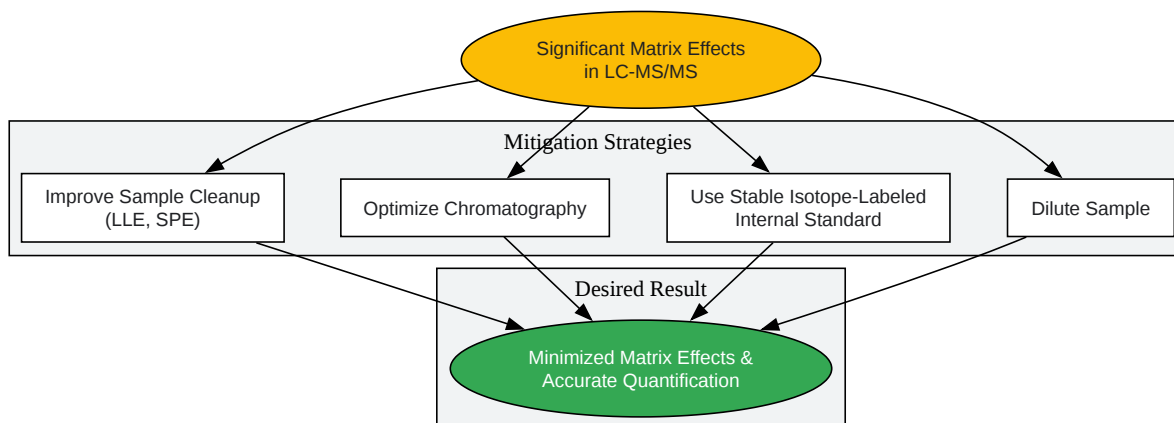 Significant Matrix Effects
in LC-MS/MS
Mitigation Strategies
Improve Sample Cleanup
(LLE, SPE)
Optimize Chromatography
Use Stable Isotope-Labeled
Internal Standard
Dilute Sample
Desired Result
Minimized Matrix Effects &
Accurate Quantification